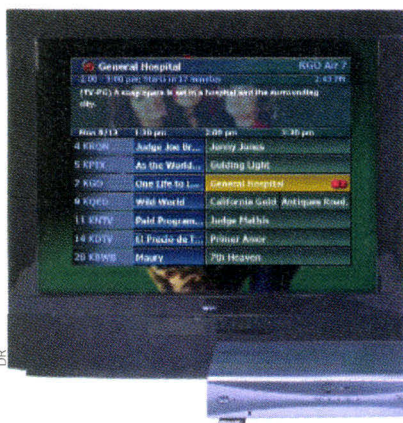 General Hospital KGO Air 7
2:00 - 3:00 pm; Starts in 17 minutes 2:43 PM
(TV-PG) A soap opera is set in a hospital and the surrounding
city.
Mon 8/13 1:30 pm 2:00 pm 2:30 pm
4 KRON Judge Joe Br... Jenny Jones
5 KPIX As the World... Guiding Light
7 KGO One Life to L... General Hospital
9 KQED Wild World California Gold Antiques Road.
11 KNTV Paid Program... Judge Mathis
14 KDTV El Precio de T... Primer Amor
20 KBWB Maury 7th Heaven
DR